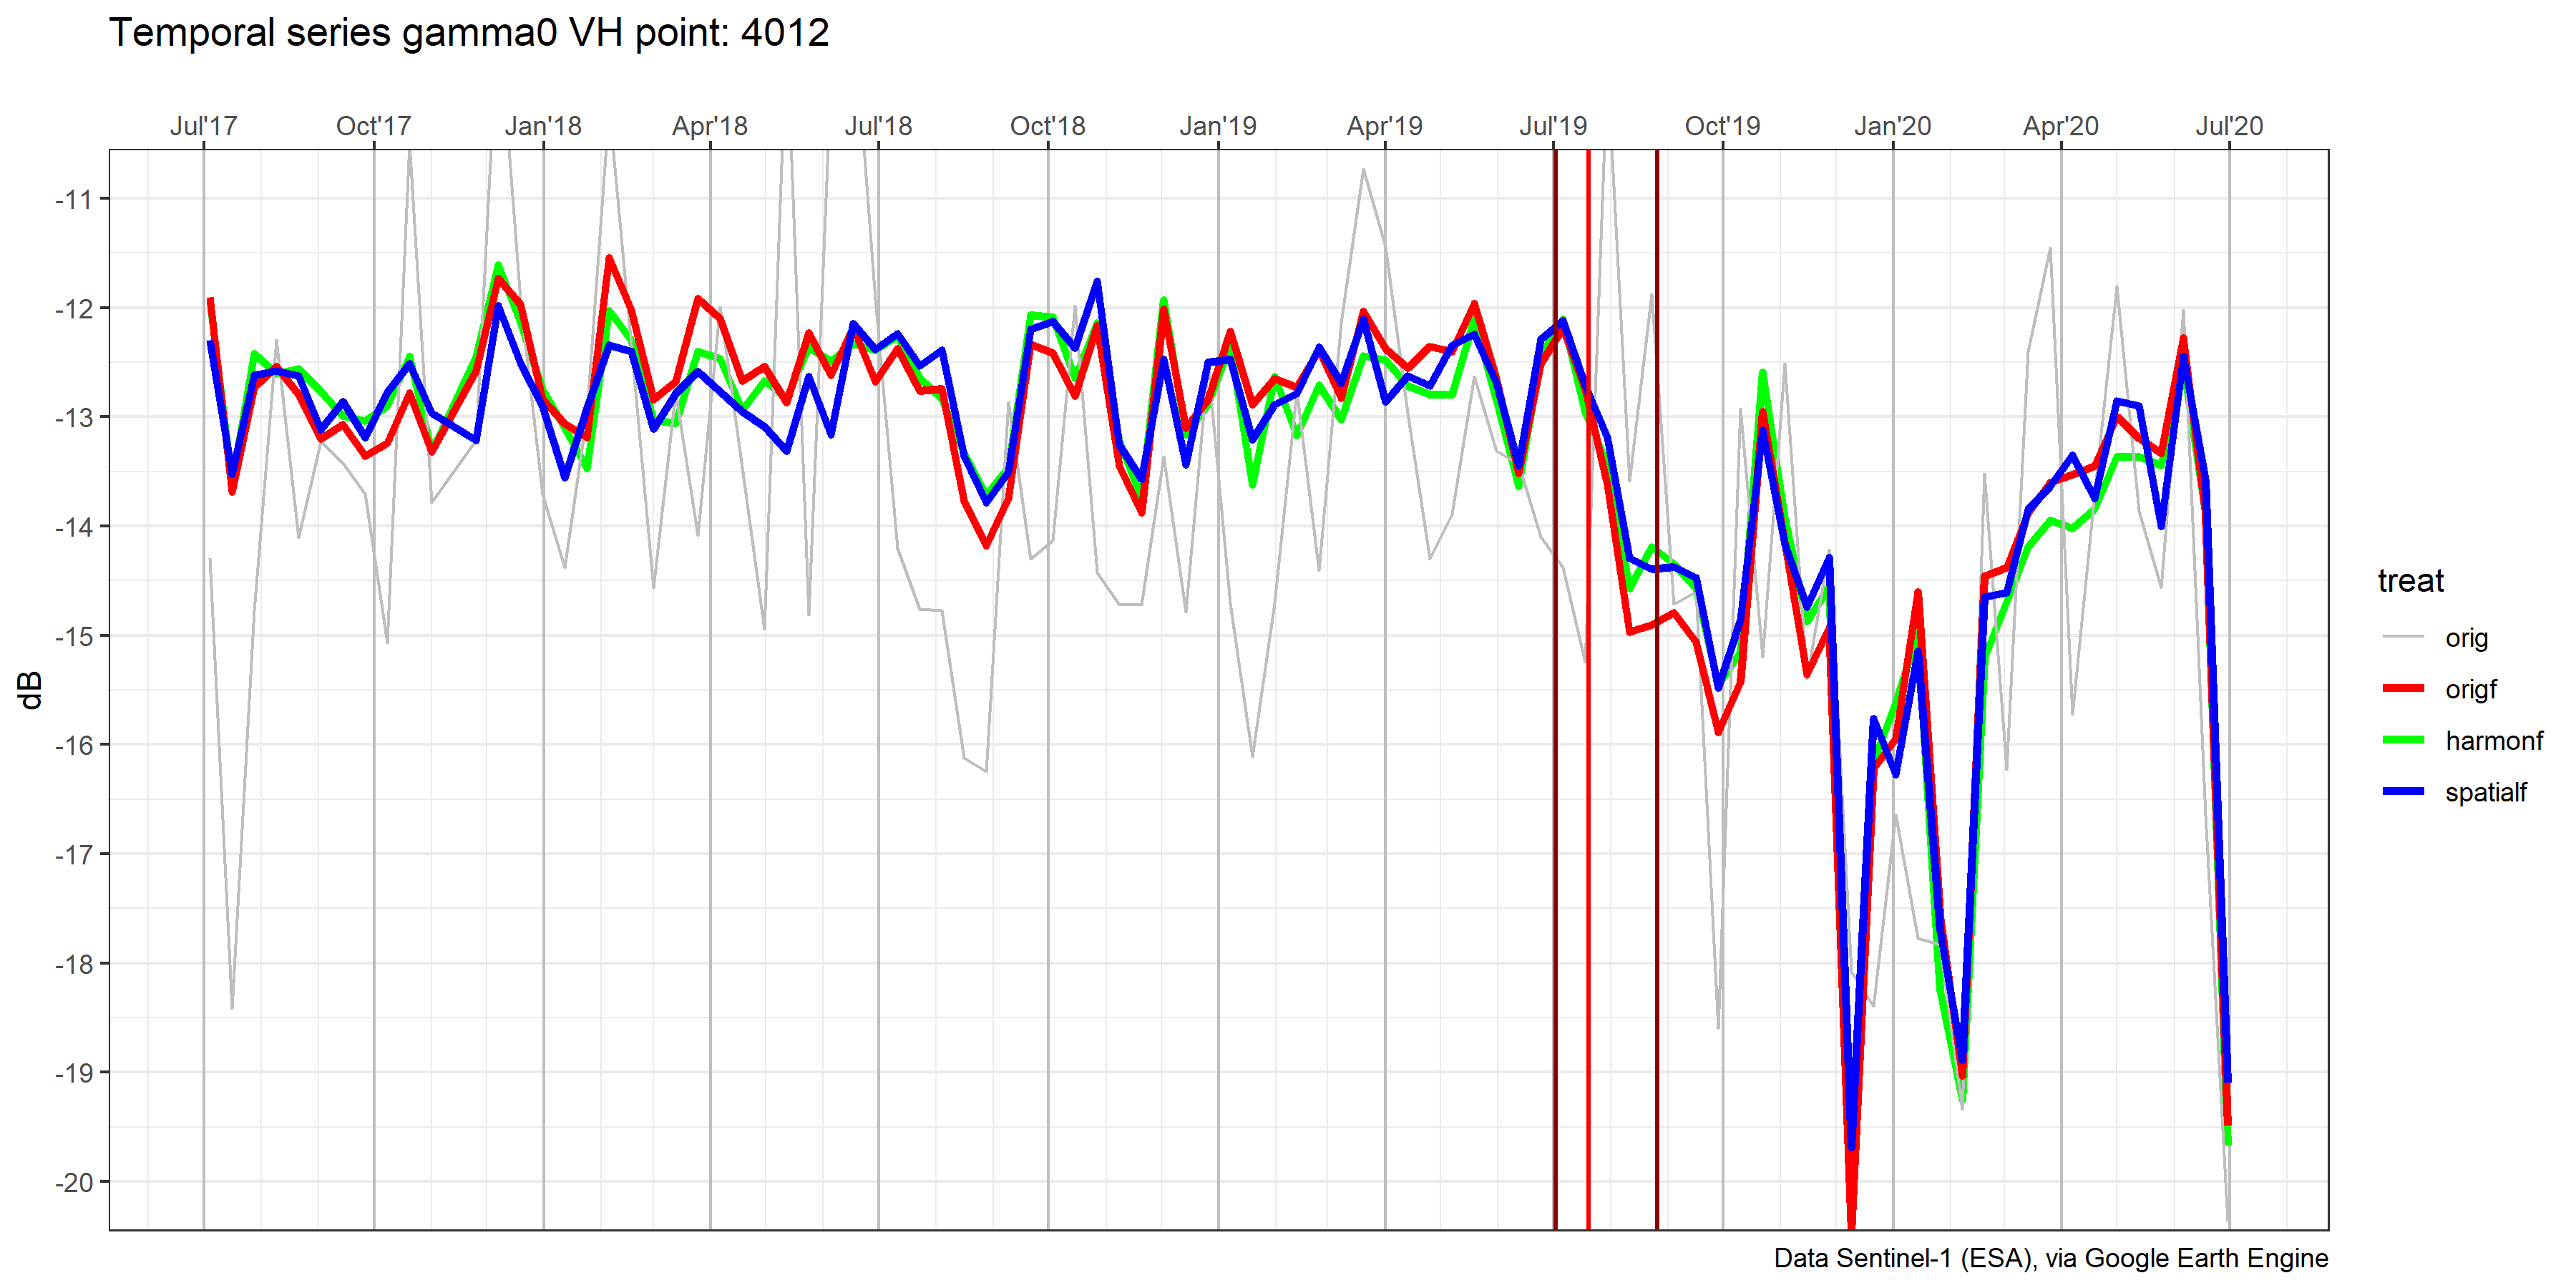 Temporal series gamma0 VH point: 4012
Jul'17 Oct'17 Jan'18 Apr'18 Jul'18 Oct'18 Jan'19 Apr'19 Jul'19 Oct'19 Jan'20 Apr'20 Jul'20
-11
-12
-13
-14
-15
-16
-17
-18
-19
-20
dB
treat
orig
origf
harmonf
spatialf
Data Sentinel-1 (ESA), via Google Earth Engine